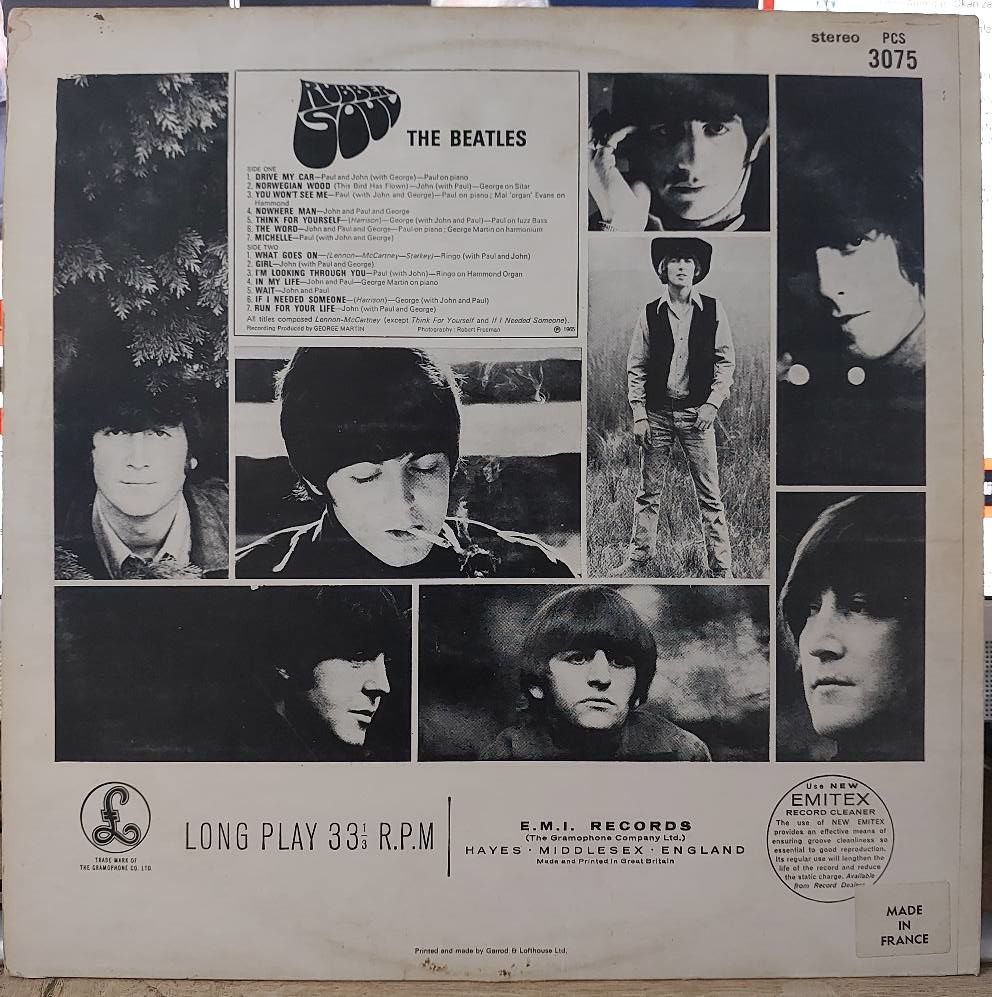 stereo PCS
3075
RUBBER
SOUL
THE BEATLES
SIDE ONE
1. DRIVE MY CAR—Paul and John (with George)—Paul on piano
2. NORWEGIAN WOOD (This Bird Has Flown)—John (with Paul)—George on Sitar
3. YOU WON'T SEE ME—Paul (with John and George)—Paul on piano; Mal 'organ' Evans on
Hammond
4. NOWHERE MAN—John and Paul and George
5. THINK FOR YOURSELF—(Harrison)—George (with John and Paul)—Paul on fuzz Bass
6. THE WORD—John and Paul and George—Paul on piano; George Martin on harmonium
7. MICHELLE—Paul (with John and George)
SIDE TWO
1. WHAT GOES ON—(Lennon—McCartney—Starkey)—Ringo (with Paul and John)
2. GIRL—John (with Paul and George)
3. I'M LOOKING THROUGH YOU—Paul (with John)—Ringo on Hammond Organ
4. IN MY LIFE—John and Paul—George Martin on piano
5. WAIT—John and Paul
6. IF I NEEDED SOMEONE—(Harrison)—George (with John and Paul)
7. RUN FOR YOUR LIFE—John (with Paul and George)
All titles composed Lennon-McCartney (except Think For Yourself and If I Needed Someone).
Recording Produced by GEORGE MARTIN Photography: Robert Freeman ℗ 1965
£
TRADE MARK OF
THE GRAMOPHONE CO. LTD.
LONG PLAY 33⅓ R.P.M
E.M.I. RECORDS
(The Gramophone Company Ltd.)
HAYES · MIDDLESEX · ENGLAND
Made and Printed in Great Britain
Use NEW
EMITEX
RECORD CLEANER
The use of NEW EMITEX
provides an effective means of
ensuring groove cleanliness so
essential to good reproduction.
Its regular use will lengthen the
life of the record and reduce
the static charge. Available
from Record
MADE
IN
FRANCE
Printed and made by Garrod & Lofthouse Ltd.